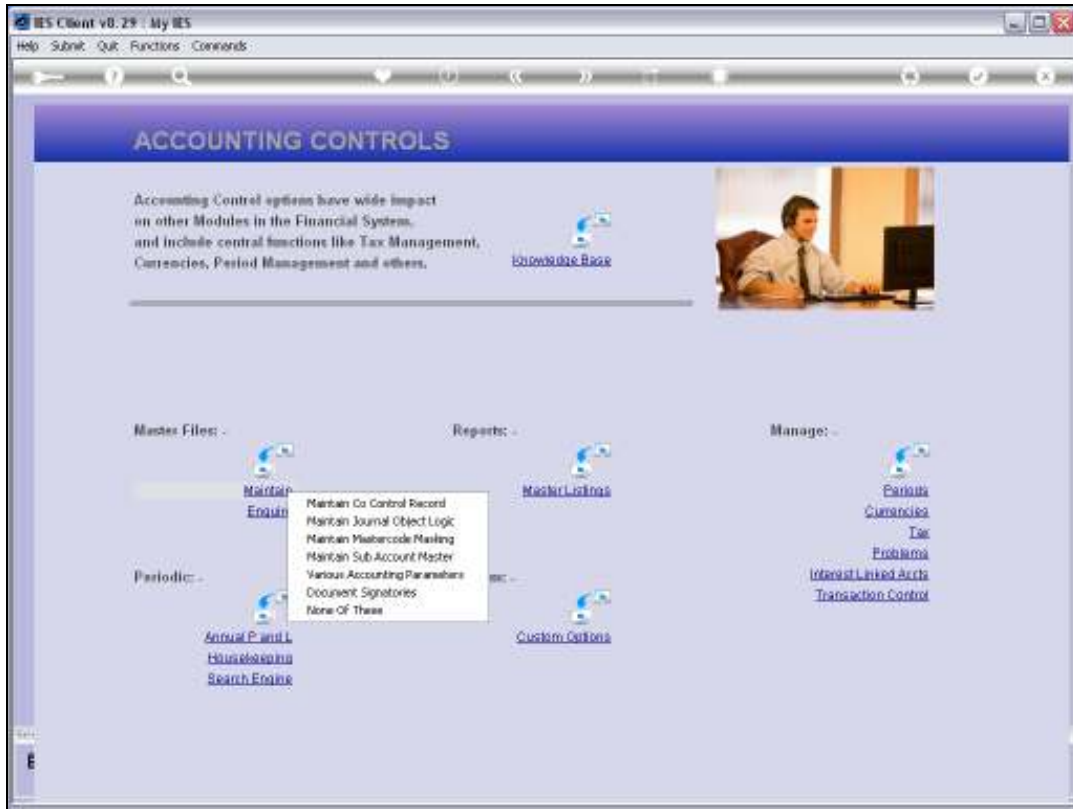 IES Client v8.29 : My IES
Help Submit Quit Functions Commands
ACCOUNTING CONTROLS
Accounting Control options have wide impact
on other Modules in the Financial System,
and include central functions like Tax Management,
Currencies, Period Management and others.
Knowledge Base
Master Files: -
Reports: -
Manage: -
Maintain
Master Listings
Periods
Enquir
Currencies
Tax
Problems
Interest Linked Accts
Transaction Control
Maintain Co Control Record
Maintain Journal Object Logic
Maintain Mastercode Masking
Maintain Sub Account Master
Various Accounting Parameters
Document Signatories
None Of These
Periodic: -
Annual P and L
Custom Options
Housekeeping
Search Engine